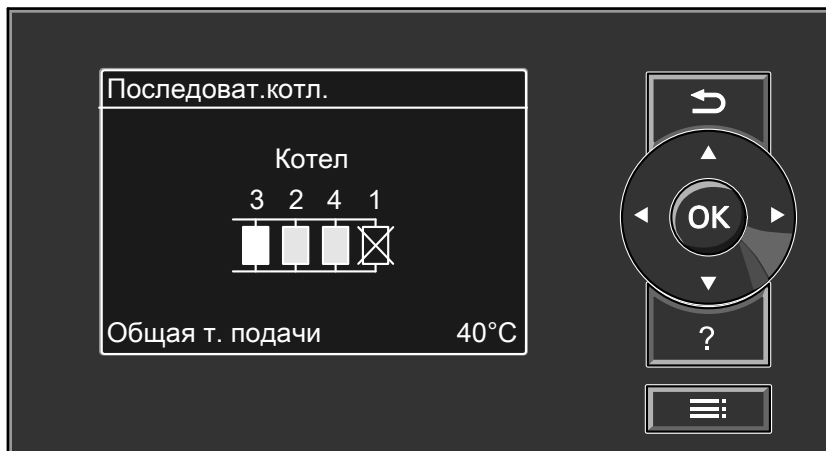 Последоват.котл.
Котел
3 2 4 1
OK
Общая т. подачи 40°C
?